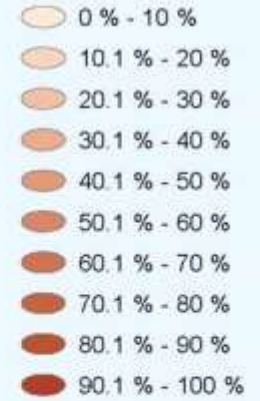 0 % - 10 %
10.1 % - 20 %
20.1 % - 30 %
30.1 % - 40 %
40.1 % - 50 %
50.1 % - 60 %
60.1 % - 70 %
70.1 % - 80 %
80.1 % - 90 %
90.1 % - 100 %